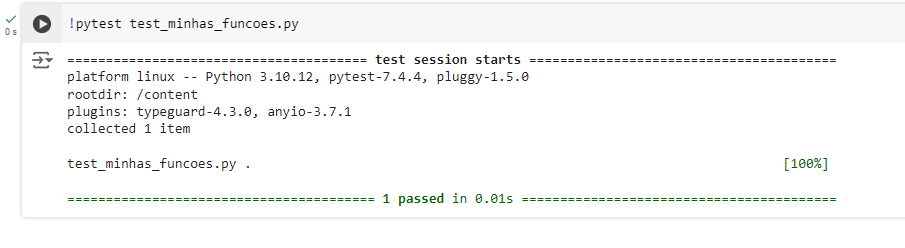 !pytest test_minhas_funcoes.py
0 s
======================================= test session starts ========================================
platform linux -- Python 3.10.12, pytest-7.4.4, pluggy-1.5.0
rootdir: /content
plugins: typeguard-4.3.0, anyio-3.7.1
collected 1 item
test_minhas_funcoes.py . [100%]
======================================== 1 passed in 0.01s =========================================